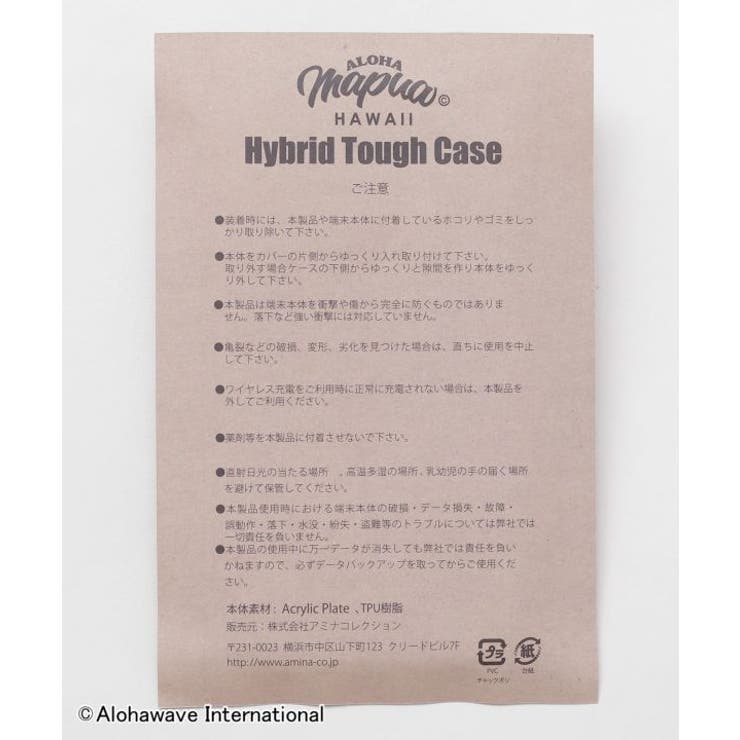 ALOHA
mapua©
HAWAII
Hybrid Tough Case
ご注意
●装着時には、本製品や端末本体に付着しているホコリやゴミをしっ
かり取り除いて下さい。
●本体をカバーの片側からゆっくり入れ取り付けて下さい。
取り外す場合ケースの下側からゆっくりと隙間を作り本体をゆっく
り外して下さい。
●本製品は端末本体を衝撃や傷から完全に防ぐものではありま
せん。落下など強い衝撃には対応していません。
●亀裂などの破損、変形、劣化を見つけた場合は、直ちに使用を中止
して下さい。
●ワイヤレス充電をご利用時に正常に充電されない場合は、本製品を
外してご利用ください。
●薬剤等を本製品に付着させないで下さい。
●直射日光の当たる場所 、高温多湿の場所、乳幼児の手の届く場所
を避けて保管してください。
●本製品使用時における端末本体の破損・データ損失・故障・
誤動作・落下・水没・紛失・盗難等のトラブルについては弊社では
一切責任を負いません。
●本製品の使用中に万一データが消失しても弊社では責任を負い
かねますので、必ずデータバックアップを取ってからご使用くだ
さい。
本体素材：Acrylic Plate 、TPU樹脂
販売元：株式会社アミナコレクション
〒231-0023 横浜市中区山下町123 クリードビル7F
http://www.amina-co.jp
プラ
PVC
チャックポリ
紙
台紙
© Alohawave International